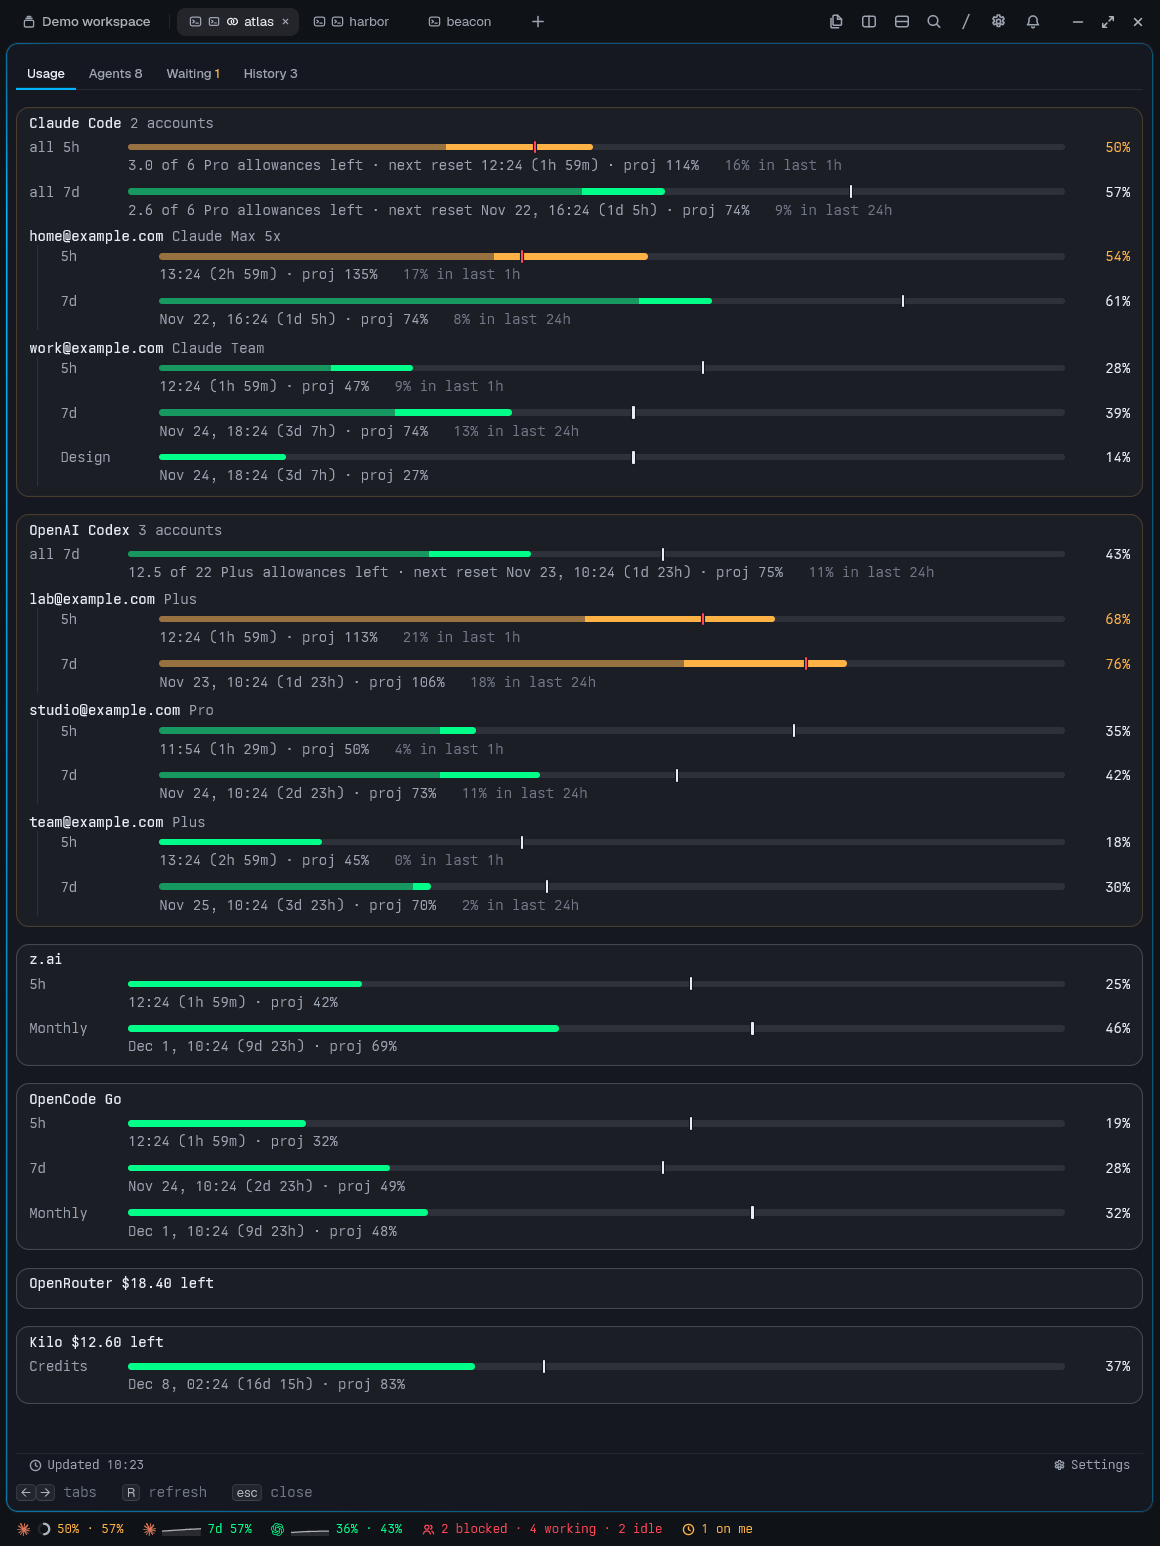 Demo workspace
atlas ×
harbor
beacon
Usage
Agents 8
Waiting 1
History 3
Claude Code 2 accounts
all 5h 50%
3.0 of 6 Pro allowances left · next reset 12:24 (1h 59m) · proj 114% 16% in last 1h
all 7d 57%
2.6 of 6 Pro allowances left · next reset Nov 22, 16:24 (1d 5h) · proj 74% 9% in last 24h
home@example.com Claude Max 5x
5h 54%
13:24 (2h 59m) · proj 135% 17% in last 1h
7d 61%
Nov 22, 16:24 (1d 5h) · proj 74% 8% in last 24h
work@example.com Claude Team
5h 28%
12:24 (1h 59m) · proj 47% 9% in last 1h
7d 39%
Nov 24, 18:24 (3d 7h) · proj 74% 13% in last 24h
Design 14%
Nov 24, 18:24 (3d 7h) · proj 27%
OpenAI Codex 3 accounts
all 7d 43%
12.5 of 22 Plus allowances left · next reset Nov 23, 10:24 (1d 23h) · proj 75% 11% in last 24h
lab@example.com Plus
5h 68%
12:24 (1h 59m) · proj 113% 21% in last 1h
7d 76%
Nov 23, 10:24 (1d 23h) · proj 106% 18% in last 24h
studio@example.com Pro
5h 35%
11:54 (1h 29m) · proj 50% 4% in last 1h
7d 42%
Nov 24, 10:24 (2d 23h) · proj 73% 11% in last 24h
team@example.com Plus
5h 18%
13:24 (2h 59m) · proj 45% 0% in last 1h
7d 30%
Nov 25, 10:24 (3d 23h) · proj 70% 2% in last 24h
z.ai
5h 25%
12:24 (1h 59m) · proj 42%
Monthly 46%
Dec 1, 10:24 (9d 23h) · proj 69%
OpenCode Go
5h 19%
12:24 (1h 59m) · proj 32%
7d 28%
Nov 24, 10:24 (2d 23h) · proj 49%
Monthly 32%
Dec 1, 10:24 (9d 23h) · proj 48%
OpenRouter $18.40 left
Kilo $12.60 left
Credits 37%
Dec 8, 02:24 (16d 15h) · proj 83%
Updated 10:23
Settings
← → tabs R refresh esc close
50% · 57% 7d 57% 36% · 43% 2 blocked · 4 working · 2 idle 1 on me